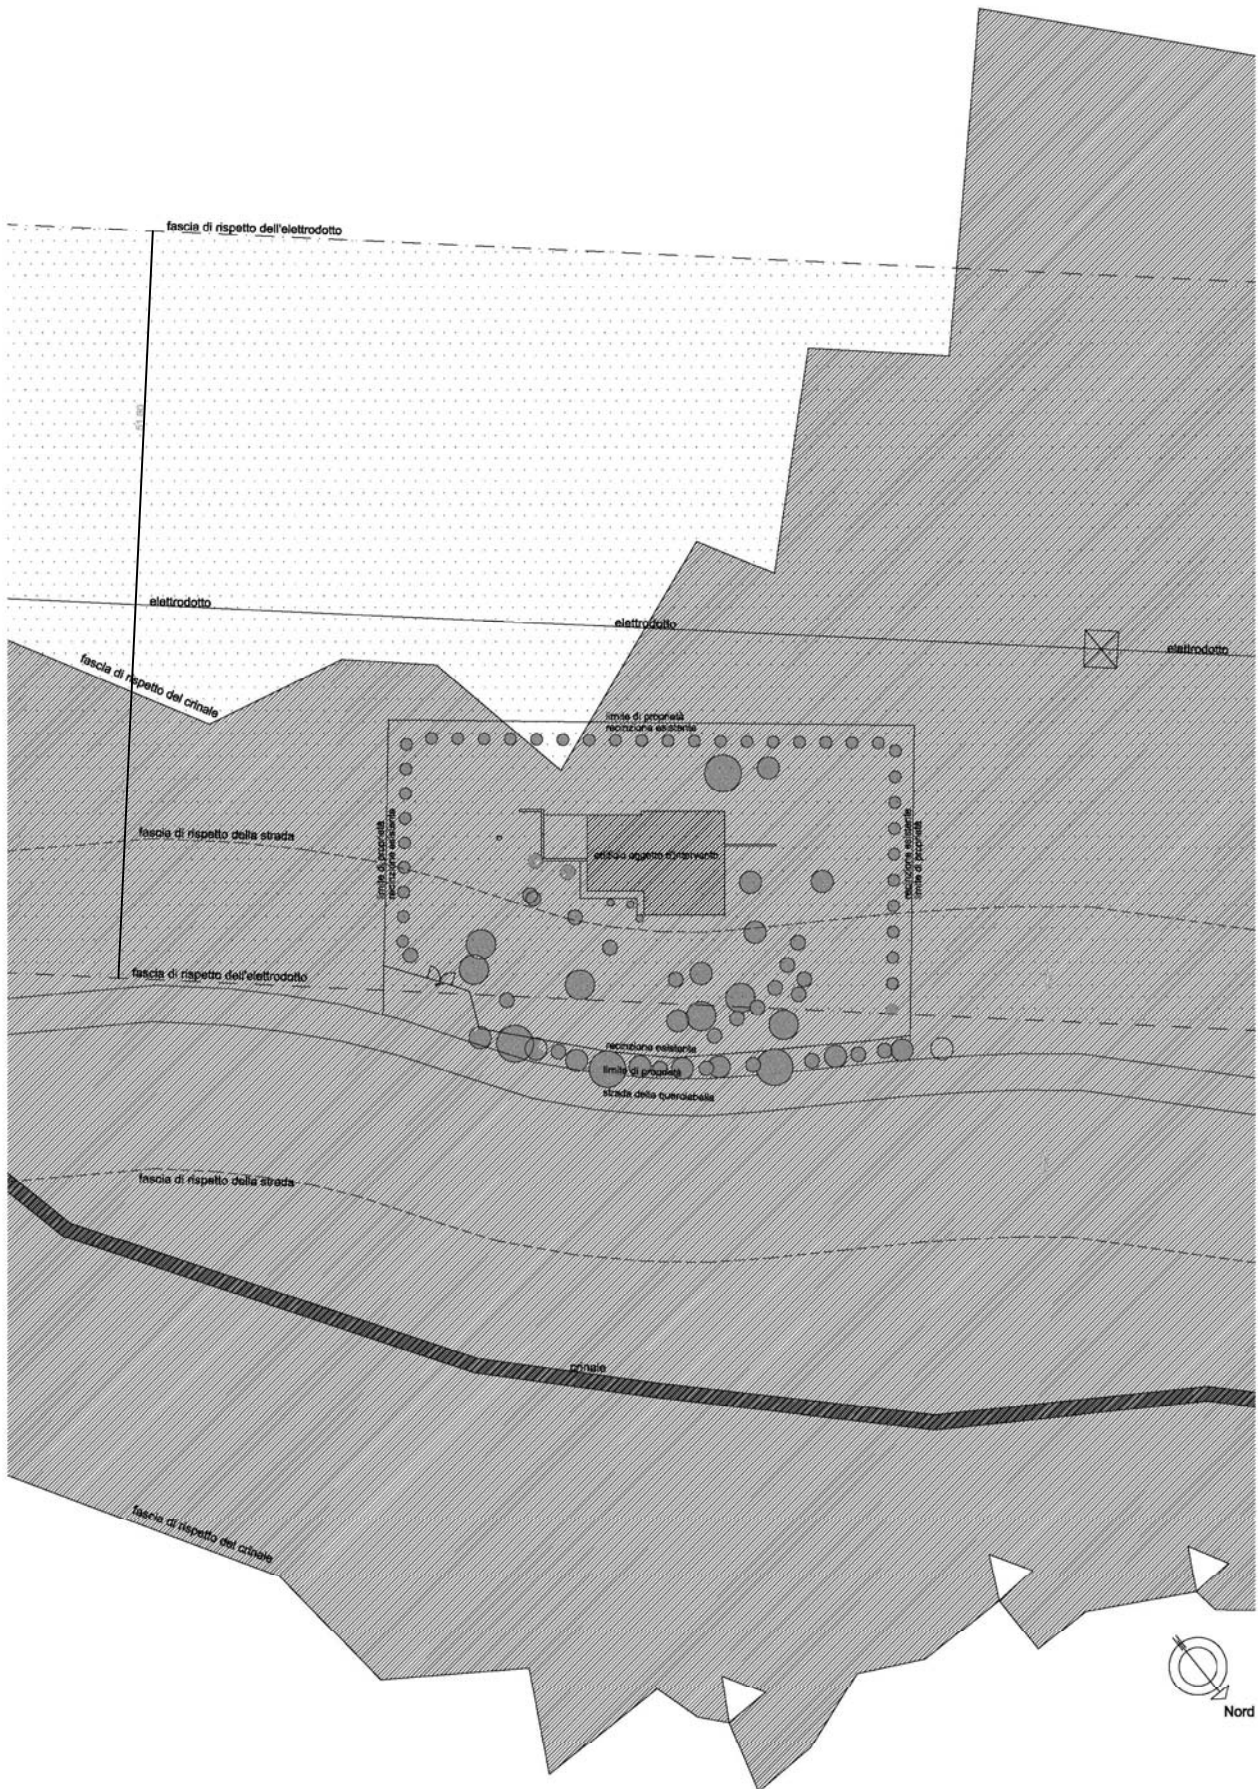 fascia di rispetto dell'elettrodotto
elettrodotto
elettrodotto
elettrodotto
fascia di rispetto del crinale
limite di proprietà
recinzione esistente
fascia di rispetto della strada
limite di proprietà
recinzione esistente
edificio oggetto d'intervento
recinzione esistente
limite di proprietà
fascia di rispetto dell'elettrodotto
recinzione esistente
limite di proprietà
strada della querciabella
fascia di rispetto della strada
crinale
fascia di rispetto del crinale
Nord